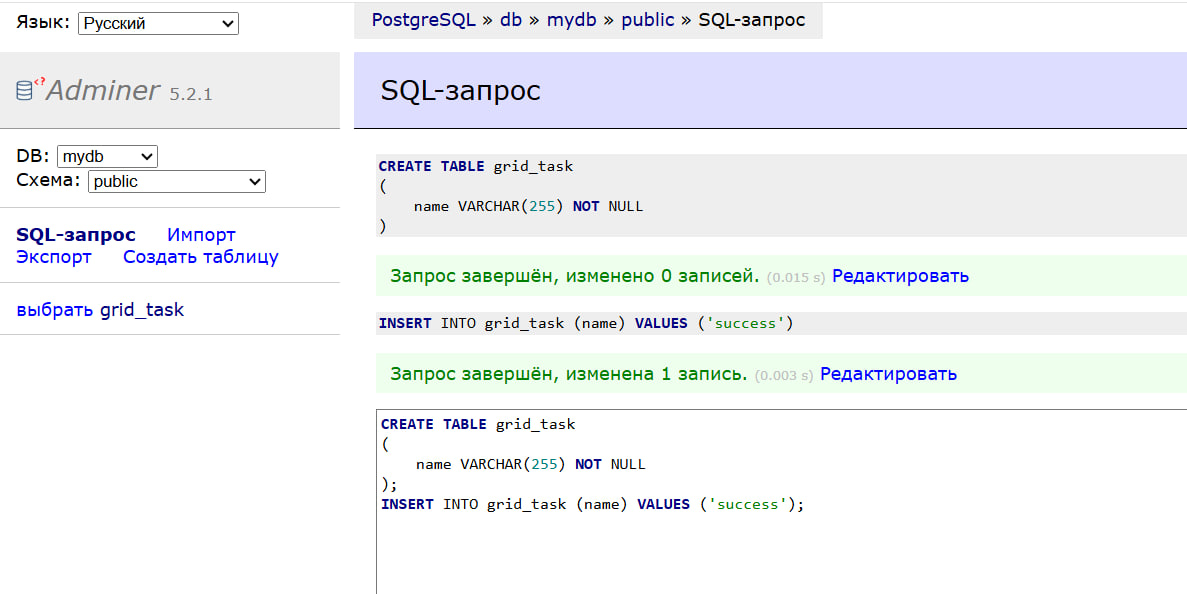 Язык: Русский
PostgreSQL » db » mydb » public » SQL-запрос
Adminer 5.2.1
SQL-запрос
DB: mydb
Схема: public
SQL-запрос Импорт
Экспорт Создать таблицу
выбрать grid_task
CREATE TABLE grid_task
(
    name VARCHAR(255) NOT NULL
)
Запрос завершён, изменено 0 записей. (0.015 s) Редактировать
INSERT INTO grid_task (name) VALUES ('success')
Запрос завершён, изменена 1 запись. (0.003 s) Редактировать
CREATE TABLE grid_task
(
    name VARCHAR(255) NOT NULL
);
INSERT INTO grid_task (name) VALUES ('success');